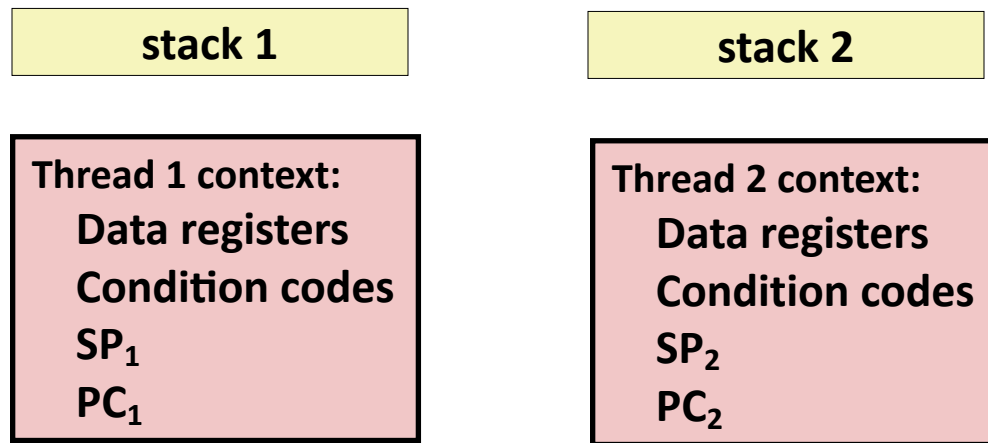 stack 1
Thread 1 context:
Data registers
Condition codes
SP₁
PC₁
stack 2
Thread 2 context:
Data registers
Condition codes
SP₂
PC₂